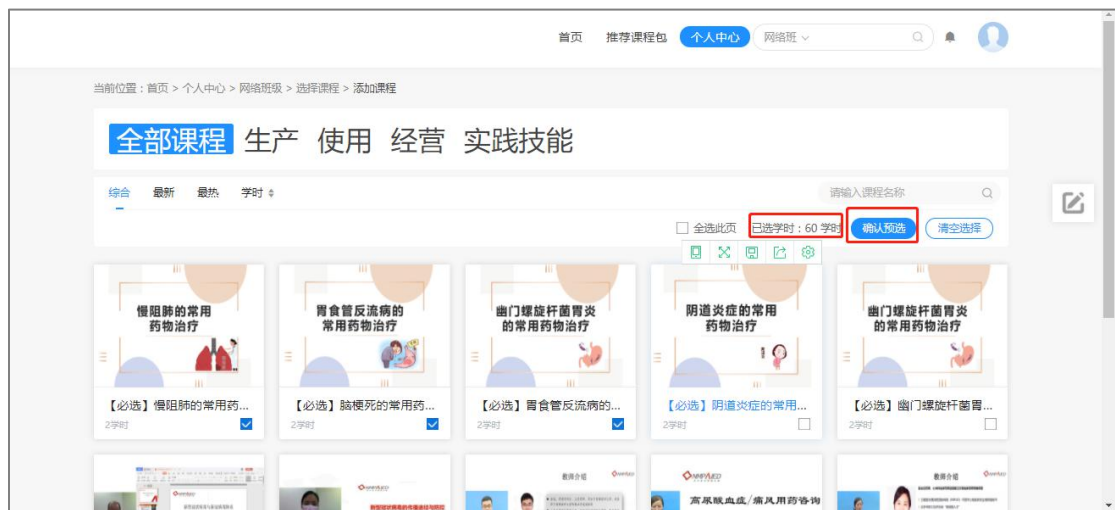 首页 推荐课程包 个人中心 网络班
当前位置：首页 > 个人中心 > 网络班级 > 选择课程 > 添加课程
全部课程 生产 使用 经营 实践技能
综合 最新 最热 学时 请输入课程名称
全选此页 已选学时：60 学时 确认预选 清空选择
慢阻肺的常用
药物治疗
胃食管反流病的
常用药物治疗
幽门螺旋杆菌胃炎
的常用药物治疗
阴道炎症的常用
药物治疗
幽门螺旋杆菌胃炎
的常用药物治疗
【必选】慢阻肺的常用药...
【必选】脑梗死的常用药...
【必选】胃食管反流病的...
【必选】阴道炎症的常用...
【必选】幽门螺旋杆菌胃...
2学时
2学时
2学时
2学时
2学时
教师介绍
高尿酸血症/痛风用药咨询
教师介绍